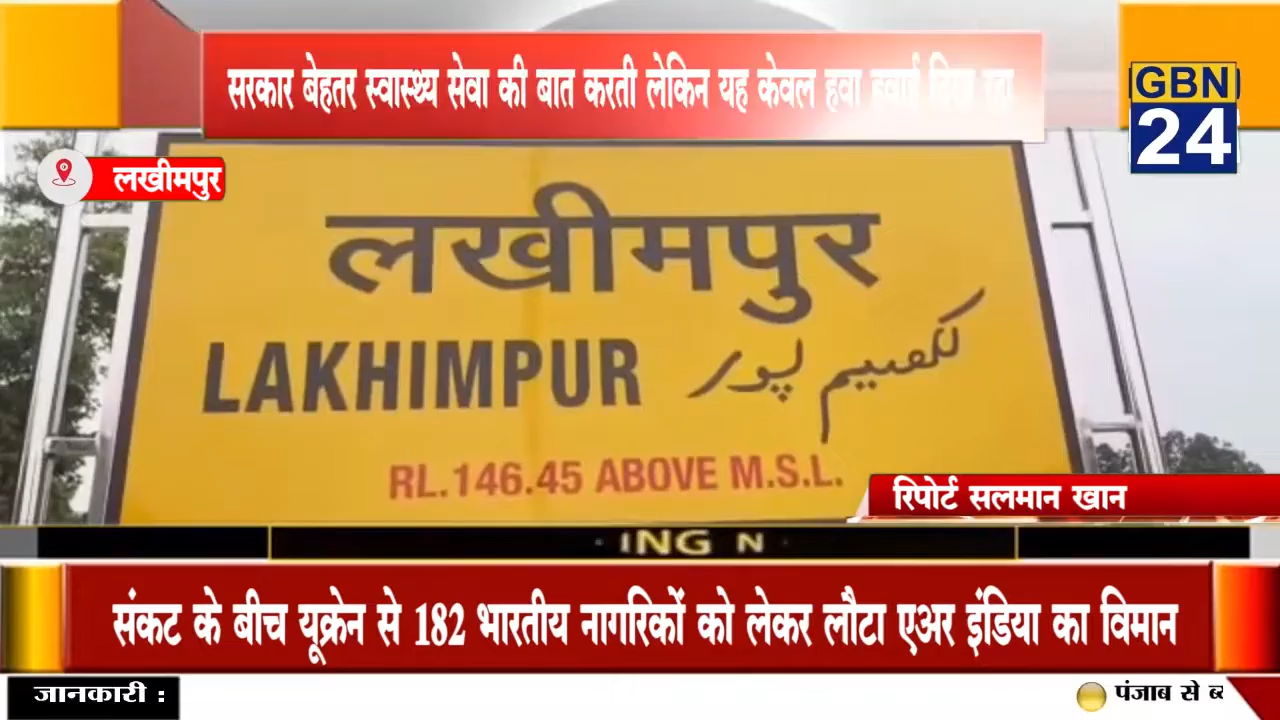 सरकार बेहतर स्वास्थ्य सेवा की बात करती लेकिन यह केवल हवा
GBN
24
लखीमपुर
लखीमपुर
LAKHIMPUR لکھیم پور
RL.146.45 ABOVE M.S.L.
रिपोर्ट सलमान खान
ING N
संकट के बीच यूक्रेन से 182 भारतीय नागरिकों को लेकर लौटा एअर इंडिया का विमान
जानकारी :
पंजाब से